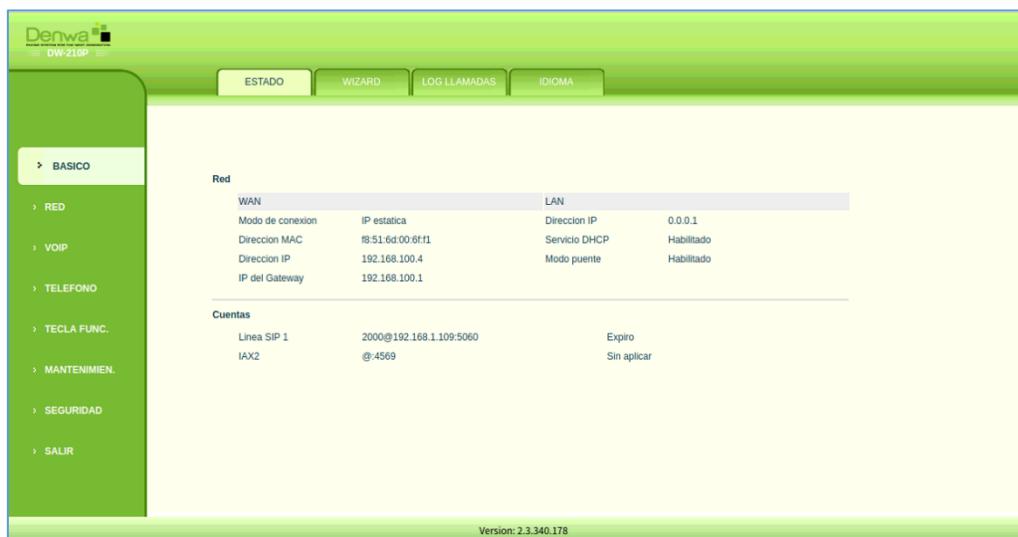 Denwa
DW-210P
ESTADO WIZARD LOG LLAMADAS IDIOMA
BASICO
RED
VOIP
TELEFONO
TECLA FUNC.
MANTENIMIEN.
SEGURIDAD
SALIR
Red
WAN LAN
Modo de conexion IP estatica Direccion IP 0.0.0.1
Direccion MAC f8:51:6d:00:6f:f1 Servicio DHCP Habilitado
Direccion IP 192.168.100.4 Modo puente Habilitado
IP del Gateway 192.168.100.1
Cuentas
Linea SIP 1 2000@192.168.1.109:5060 Expiro
IAX2 @:4569 Sin aplicar
Version: 2.3.340.178